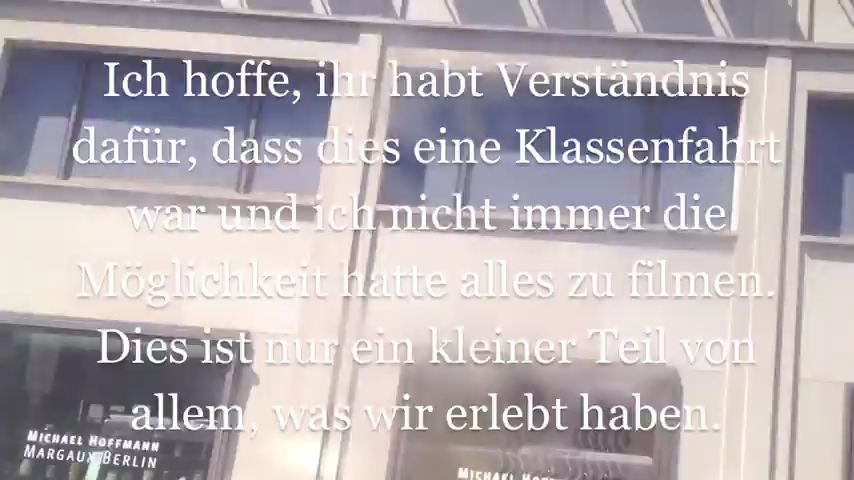 Ich hoffe, ihr habt Verständnis
dafür, dass dies eine Klassenfahrt
war und ich nicht immer die
Möglichkeit hatte alles zu filmen.
Dies ist nur ein kleiner Teil von
allem, was wir erlebt haben.
MICHAEL HOFFMANN
MARGAUX BERLIN
MICHAEL